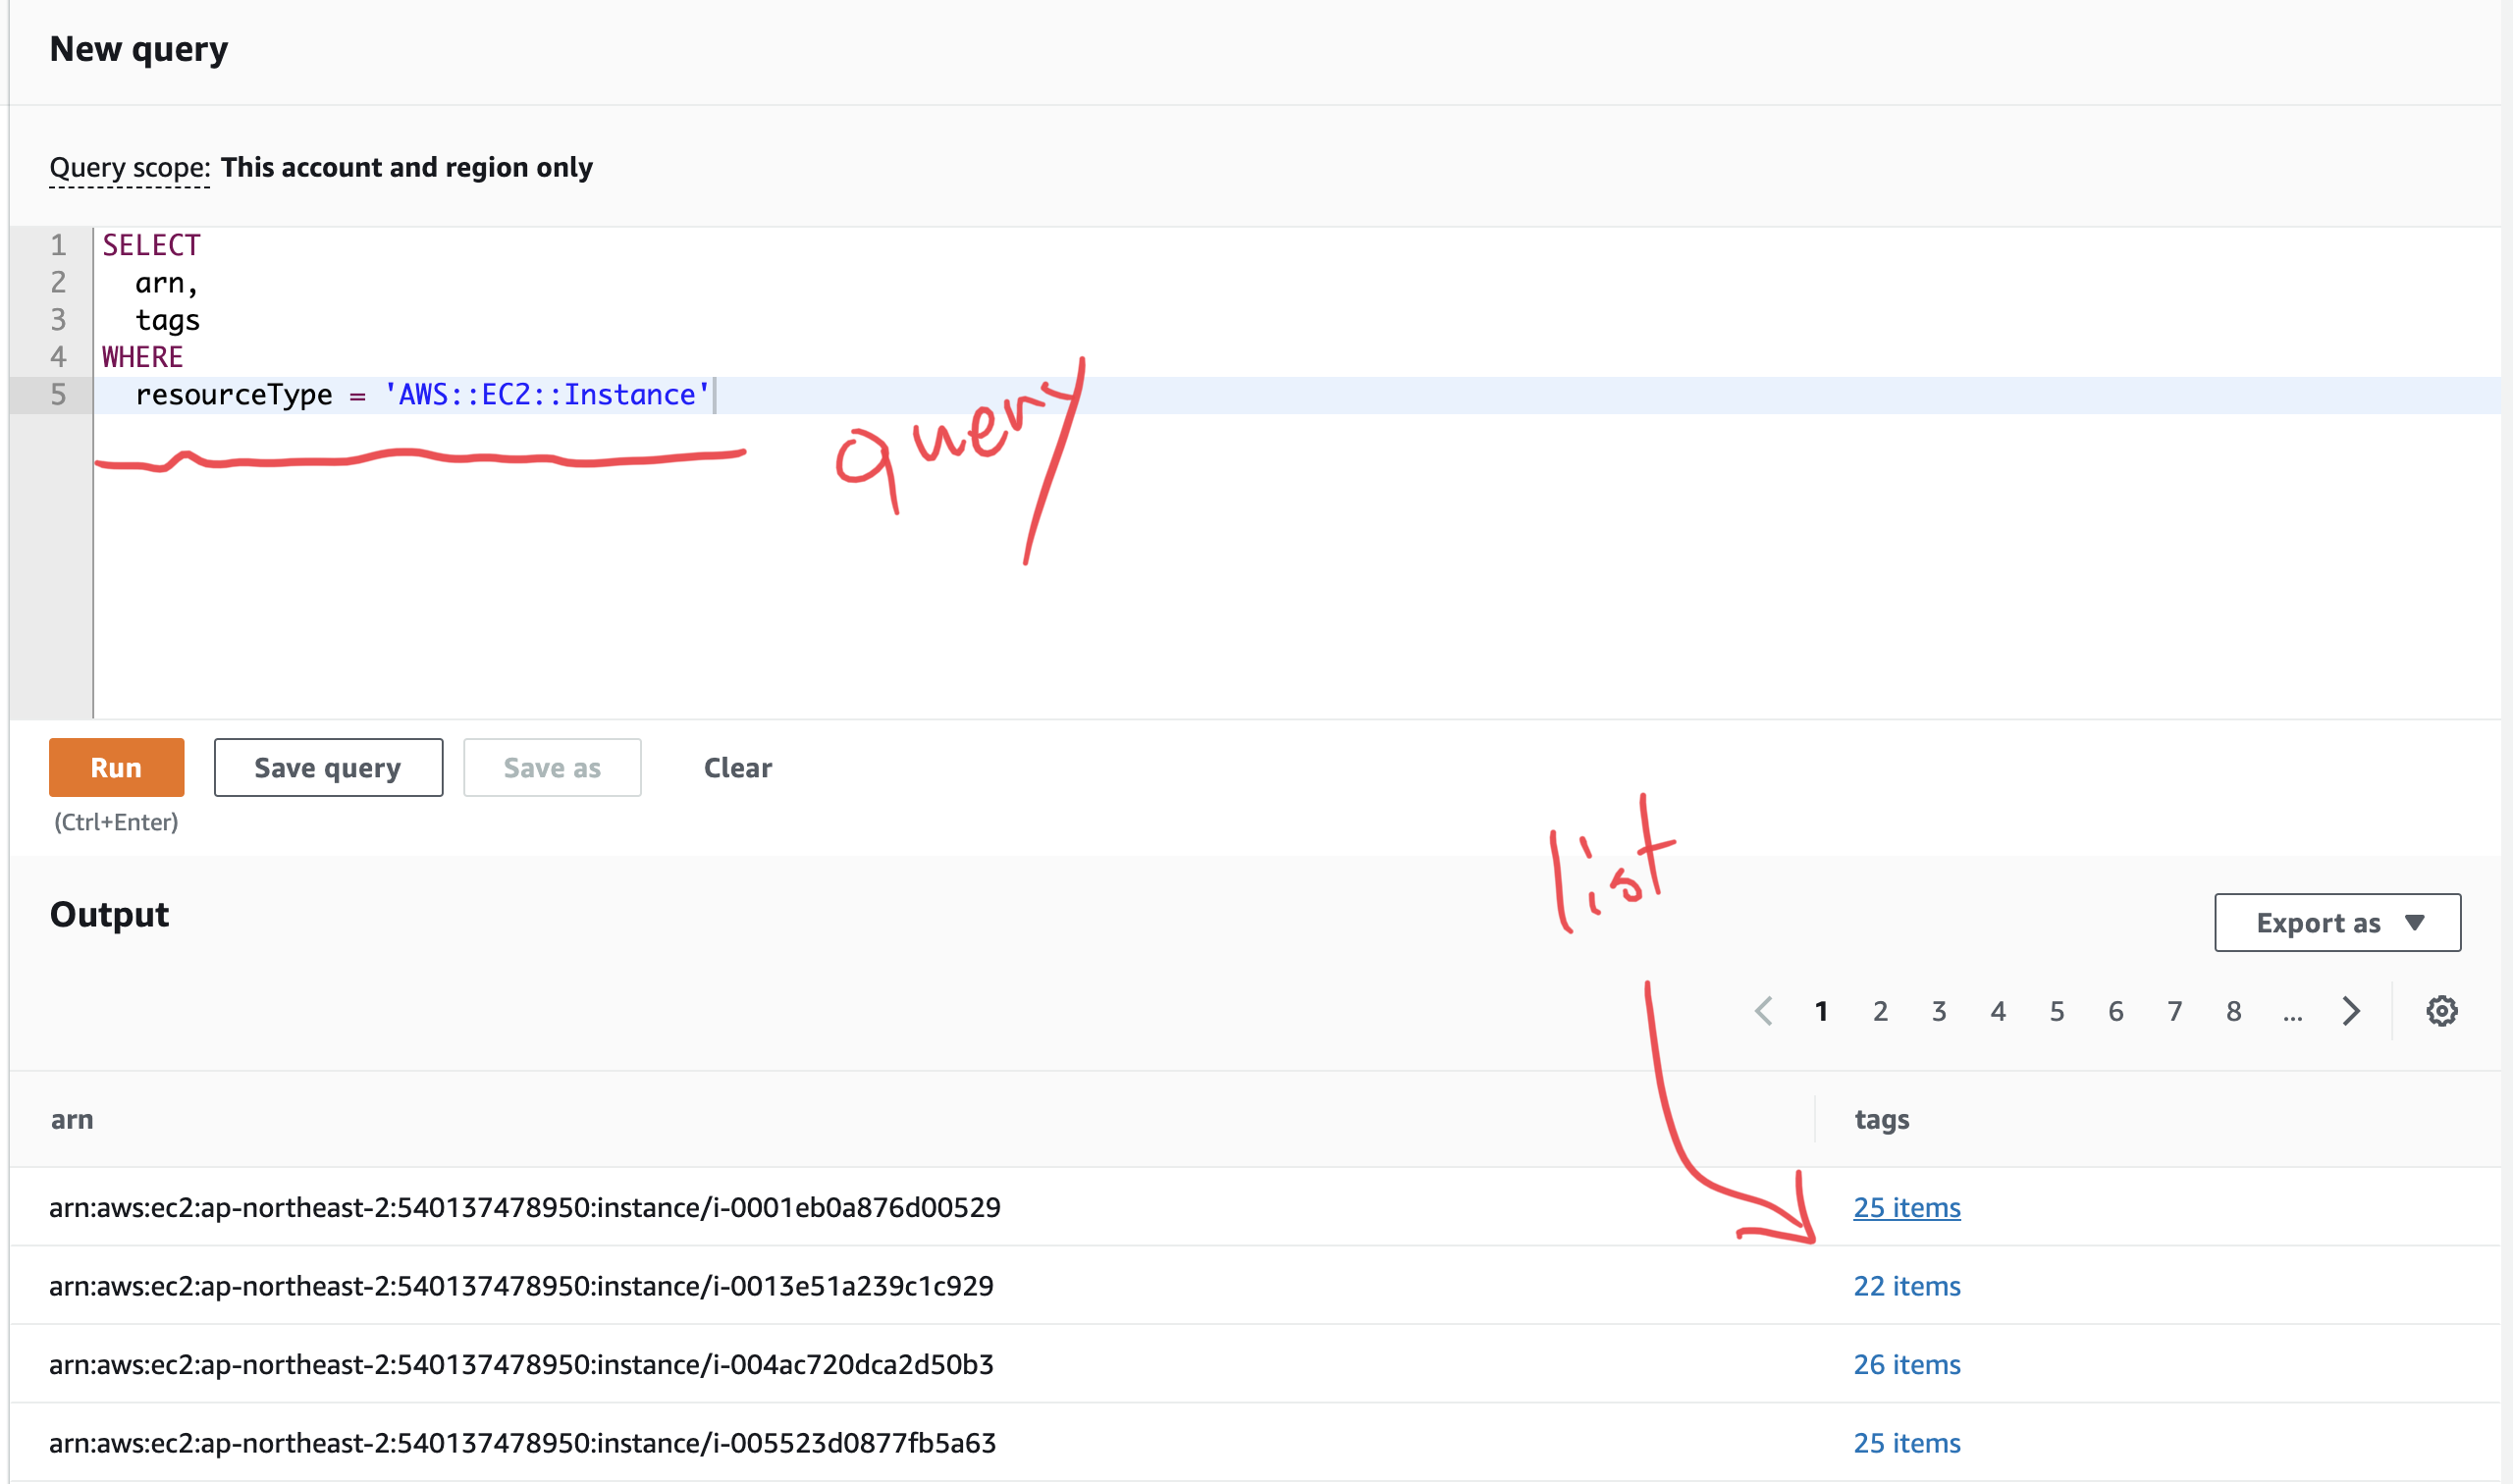 New query
Query scope: This account and region only
1 SELECT
2 arn,
3 tags
4 WHERE
5 resourceType = 'AWS::EC2::Instance'
query
Run Save query Save as Clear
(Ctrl+Enter)
list
Output Export as
1 2 3 4 5 6 7 8 ...
arn tags
arn:aws:ec2:ap-northeast-2:540137478950:instance/i-0001eb0a876d00529 25 items
arn:aws:ec2:ap-northeast-2:540137478950:instance/i-0013e51a239c1c929 22 items
arn:aws:ec2:ap-northeast-2:540137478950:instance/i-004ac720dca2d50b3 26 items
arn:aws:ec2:ap-northeast-2:540137478950:instance/i-005523d0877fb5a63 25 items